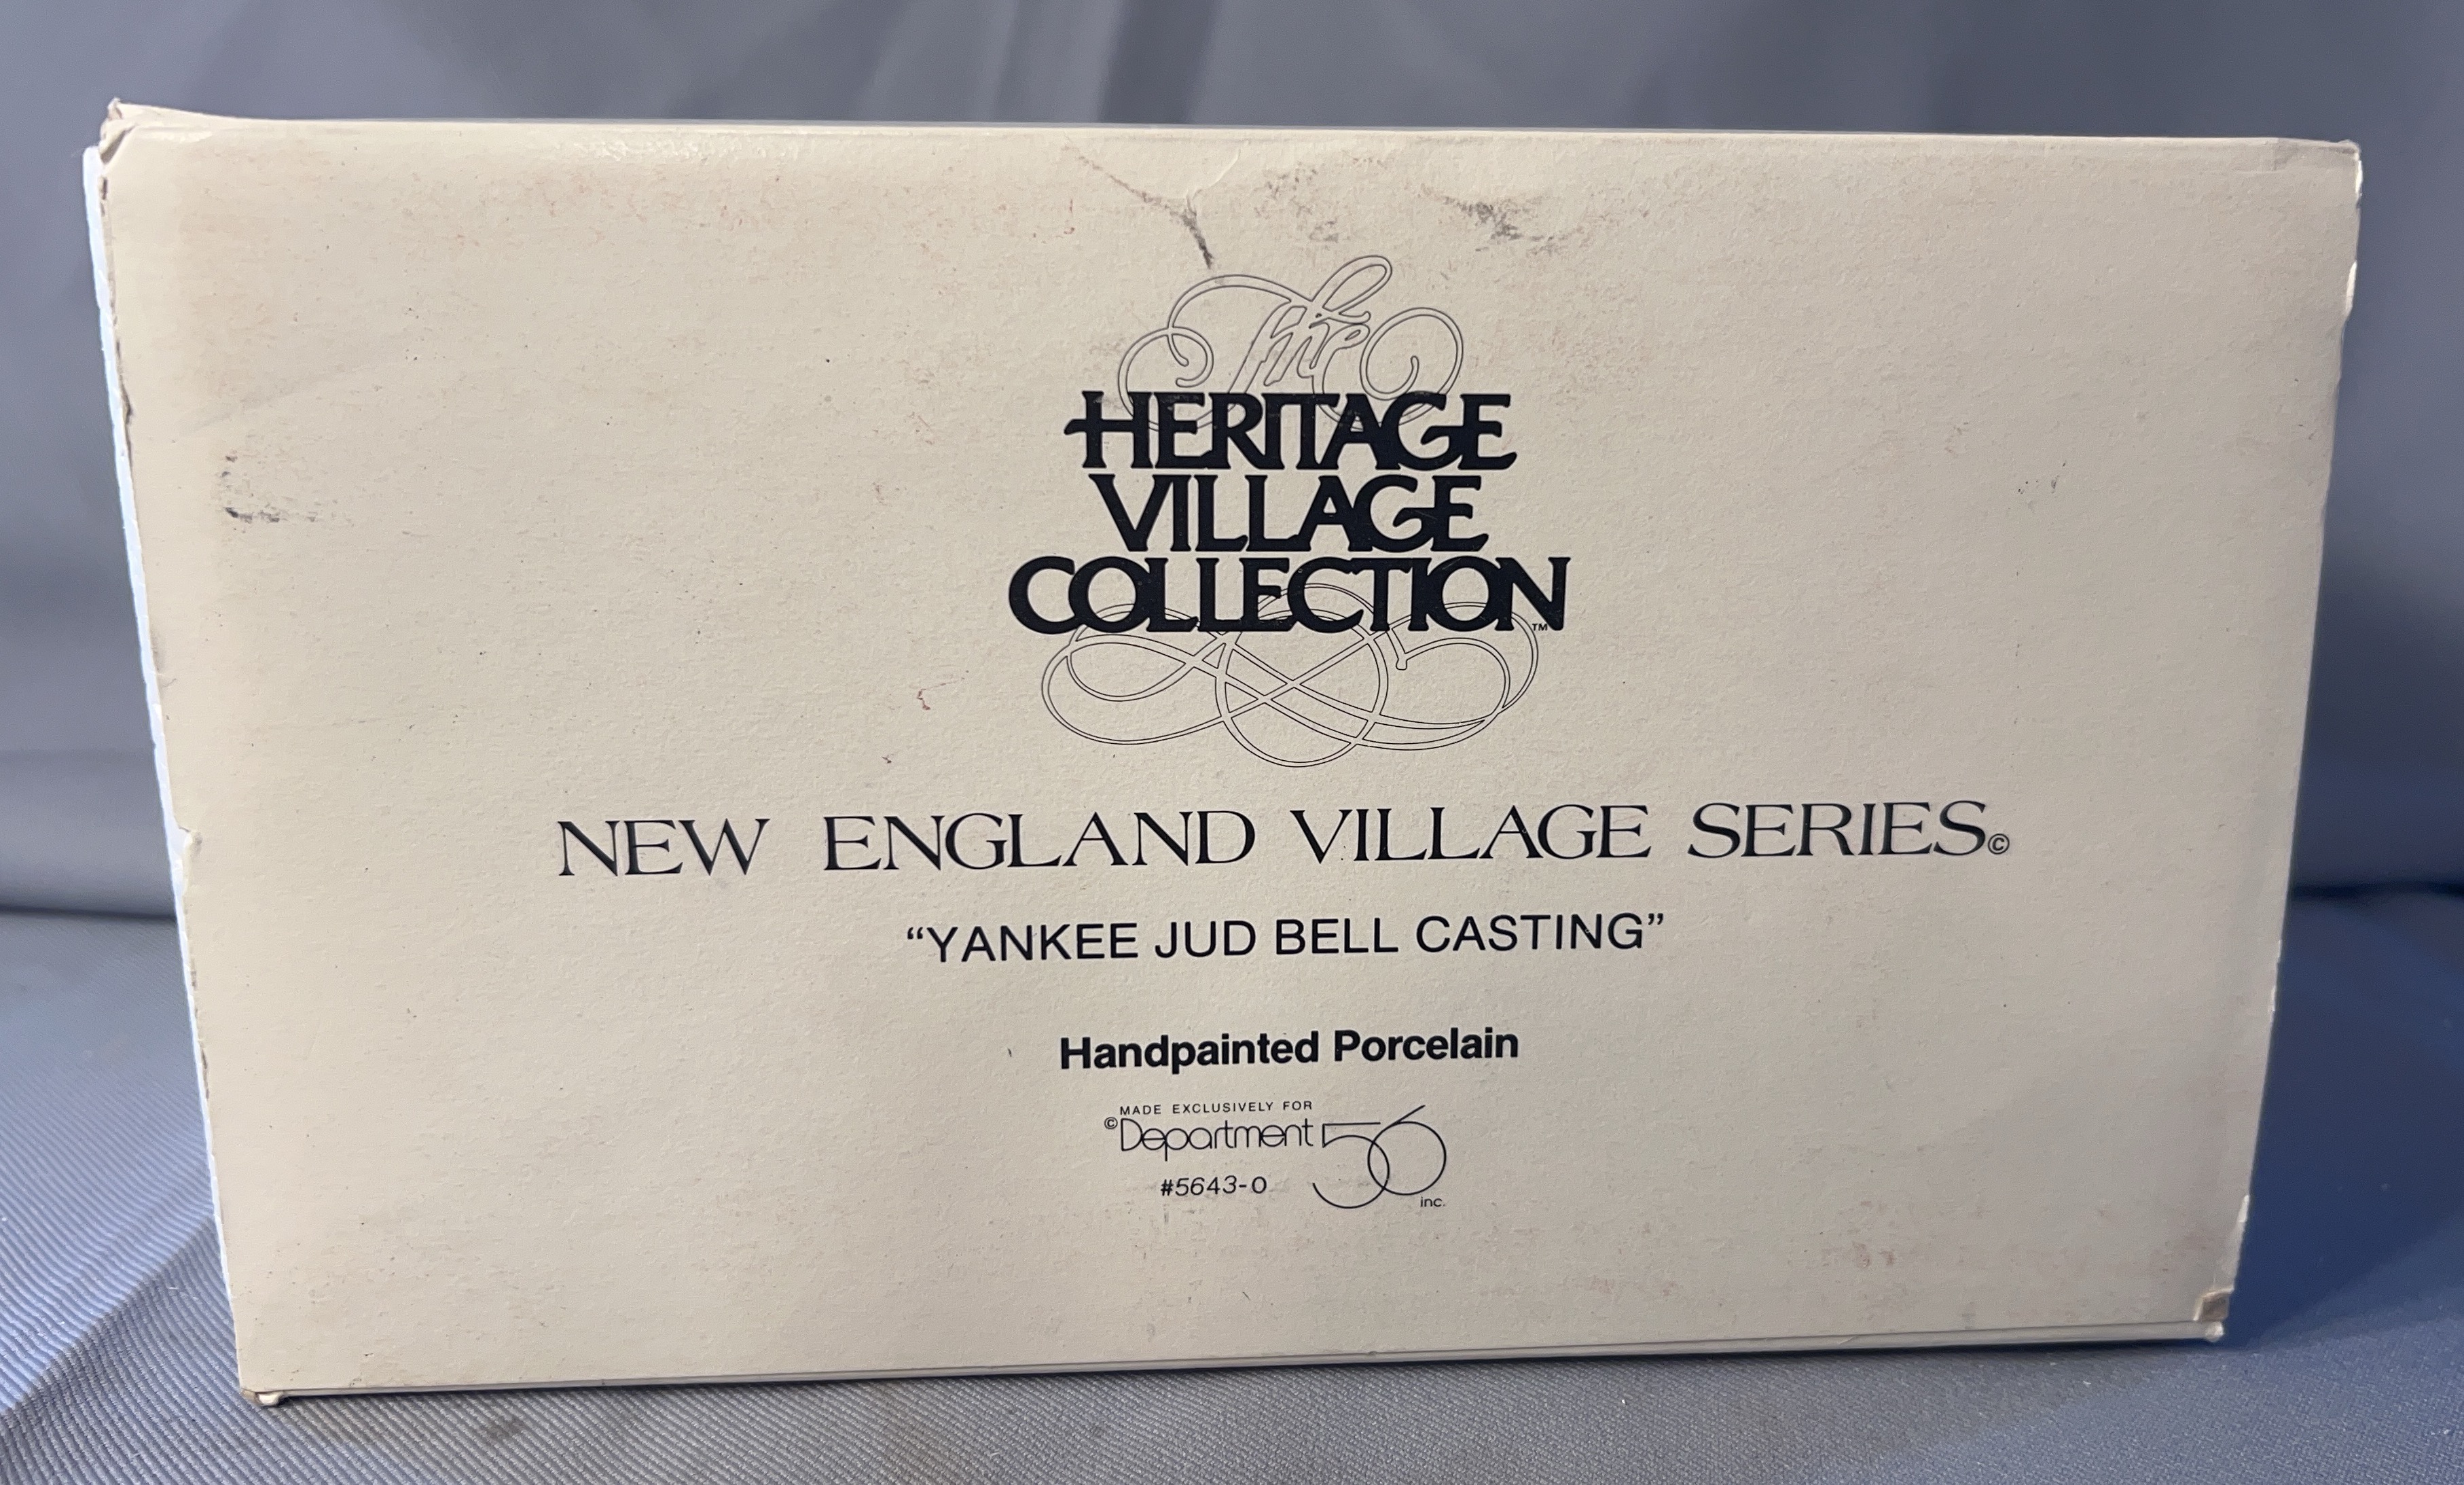 The
HERITAGE
VILLAGE
COLLECTION™
NEW ENGLAND VILLAGE SERIES©
“YANKEE JUD BELL CASTING”
Handpainted Porcelain
MADE EXCLUSIVELY FOR
©Department 56
#5643-0 inc.